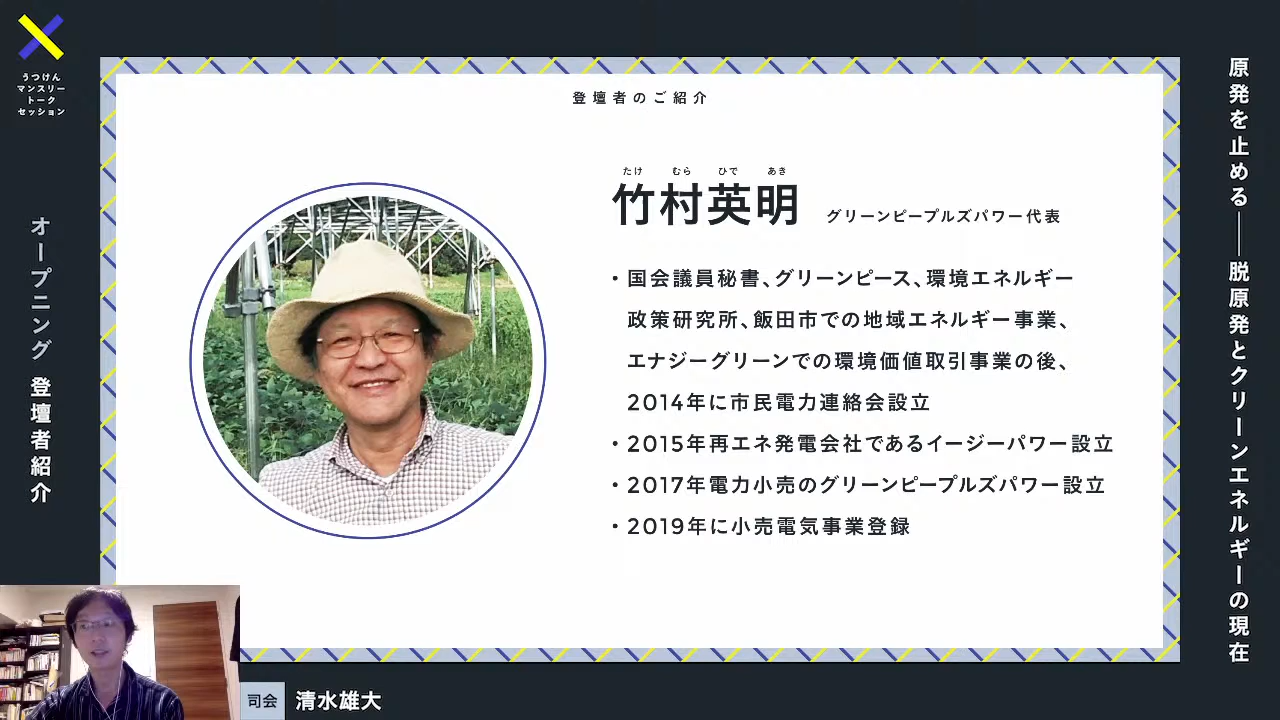 うつけん
マンスリー
トーク
セッション
オープニング 登壇者紹介
登壇者のご紹介
たけ むら ひで あき
竹村英明 グリーンピープルズパワー代表
・国会議員秘書、グリーンピース、環境エネルギー
政策研究所、飯田市での地域エネルギー事業、
エナジーグリーンでの環境価値取引事業の後、
2014年に市民電力連絡会設立
・2015年再エネ発電会社であるイージーパワー設立
・2017年電力小売のグリーンピープルズパワー設立
・2019年に小売電気事業登録
原発を止める――脱原発とクリーンエネルギーの現在
司会 清水雄大